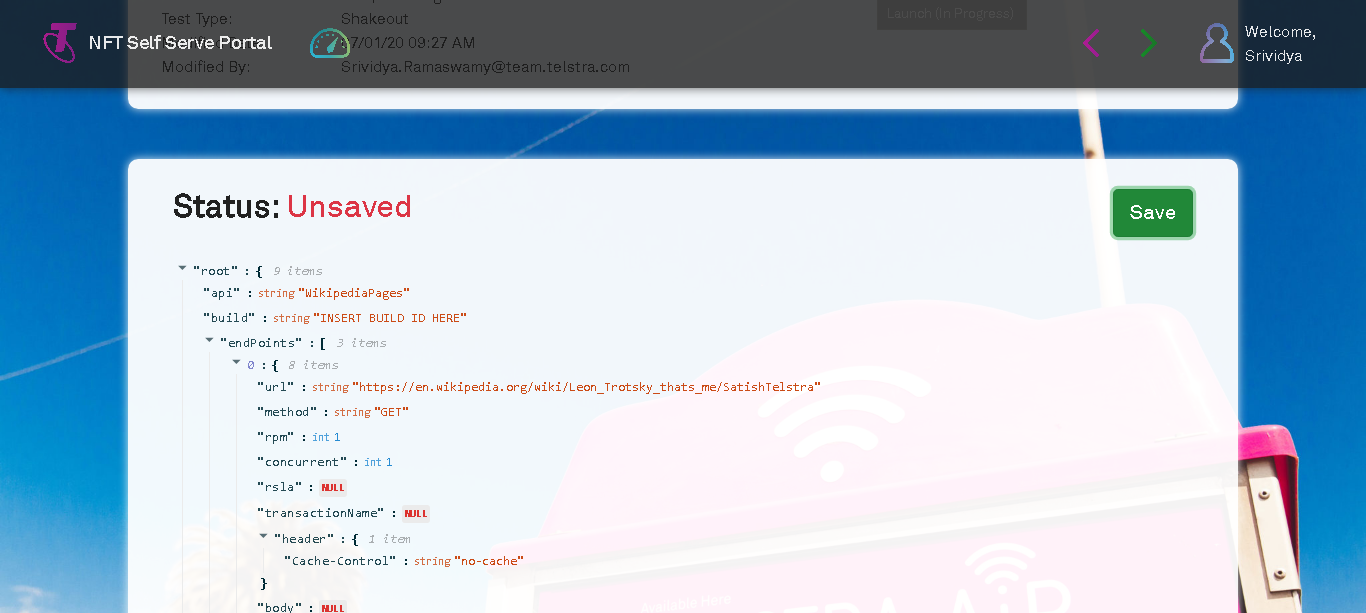 Test Type: Shakeout
Launch (In Progress)
NFT Self Serve Portal
7/01/20 09:27 AM
Modified By: Srividya.Ramaswamy@team.telstra.com
Welcome,
Srividya
Status: Unsaved
Save
"root" : { 9 items
"api" : string "WikipediaPages"
"build" : string "INSERT BUILD ID HERE"
"endPoints" : [ 3 items
0 : { 8 items
"url" : string "https://en.wikipedia.org/wiki/Leon_Trotsky_thats_me/SatishTelstra"
"method" : string "GET"
"rpm" : int 1
"concurrent" : int 1
"rsla" : NULL
"transactionName" : NULL
"header" : { 1 item
"Cache-Control" : string "no-cache"
}
"body" : NULL
Available Here
AiR